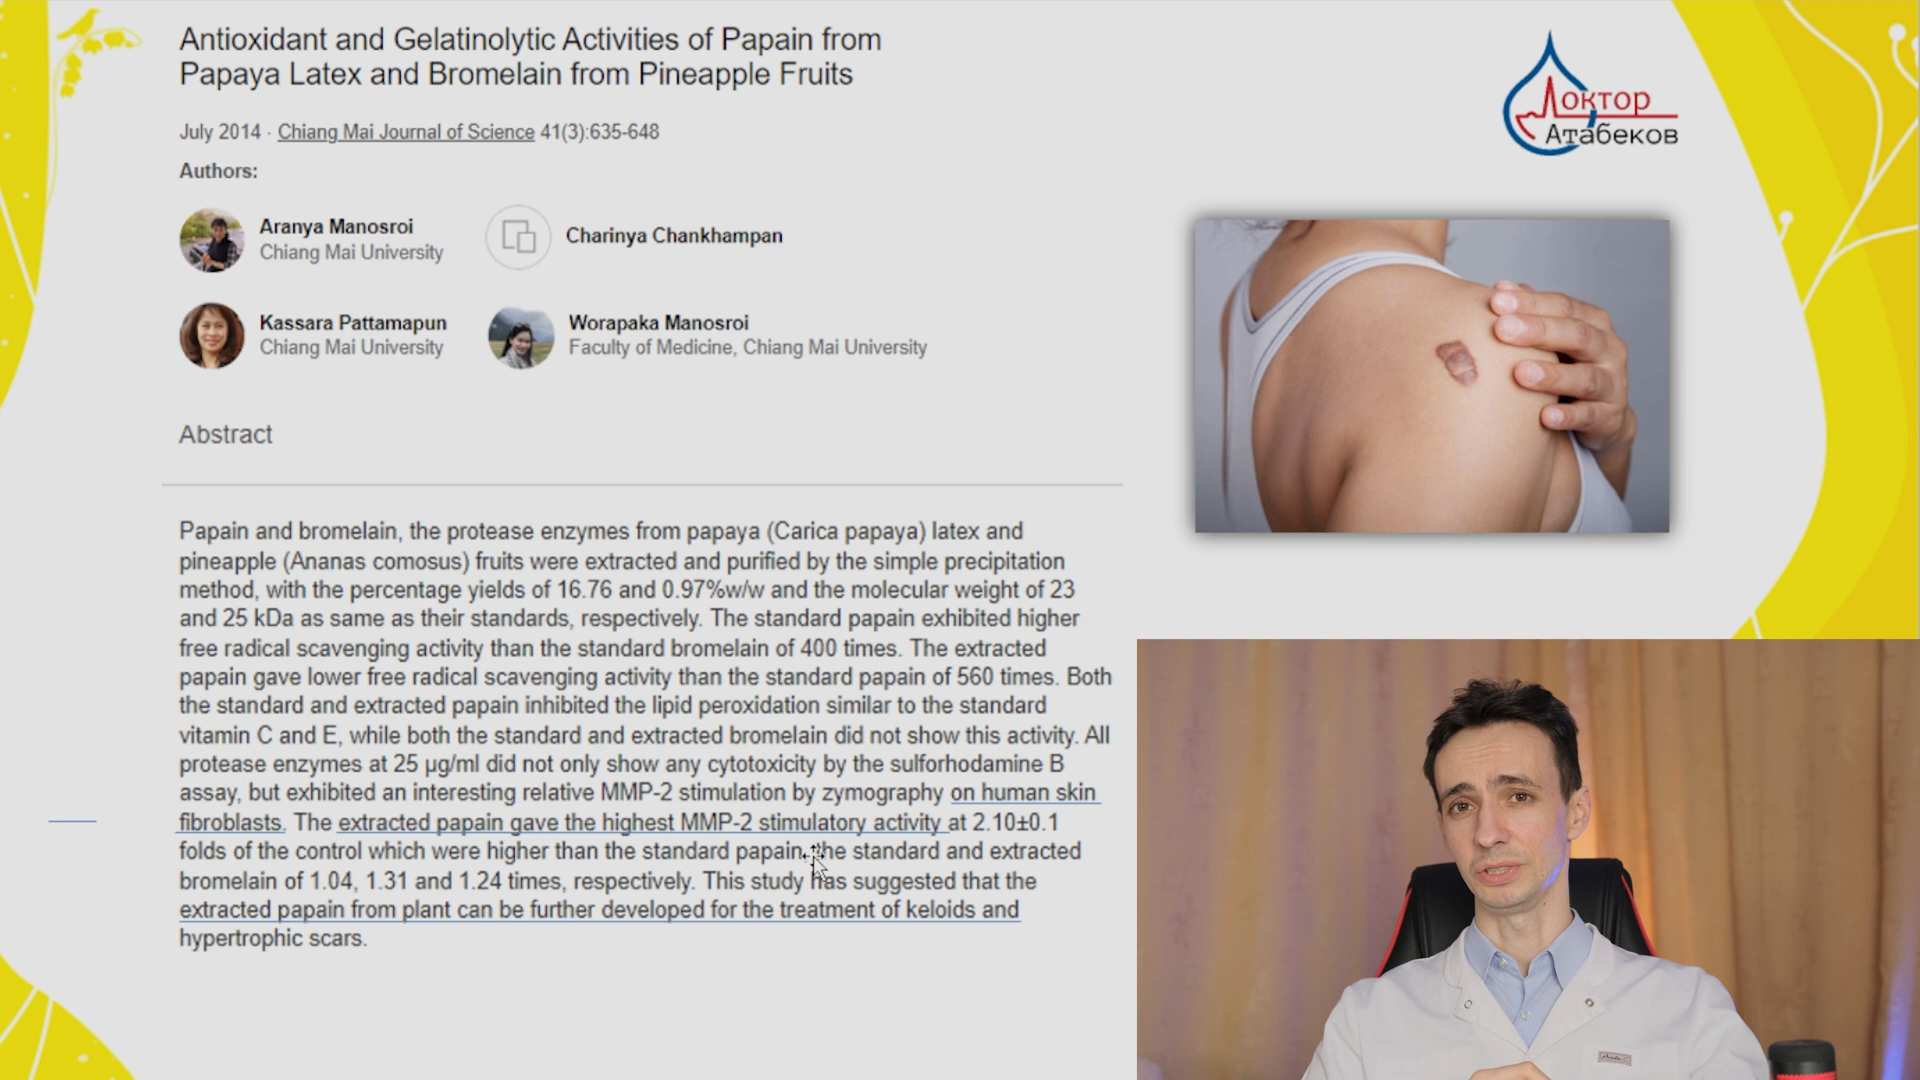 Antioxidant and Gelatinolytic Activities of Papain from
Papaya Latex and Bromelain from Pineapple Fruits
July 2014 · Chiang Mai Journal of Science 41(3):635-648
Authors:
Aranya Manosroi
Chiang Mai University
Charinya Chankhampan
Kassara Pattamapun
Chiang Mai University
Worapaka Manosroi
Faculty of Medicine, Chiang Mai University
Abstract
Papain and bromelain, the protease enzymes from papaya (Carica papaya) latex and
pineapple (Ananas comosus) fruits were extracted and purified by the simple precipitation
method, with the percentage yields of 16.76 and 0.97%w/w and the molecular weight of 23
and 25 kDa as same as their standards, respectively. The standard papain exhibited higher
free radical scavenging activity than the standard bromelain of 400 times. The extracted
papain gave lower free radical scavenging activity than the standard papain of 560 times. Both
the standard and extracted papain inhibited the lipid peroxidation similar to the standard
vitamin C and E, while both the standard and extracted bromelain did not show this activity. All
protease enzymes at 25 μg/ml did not only show any cytotoxicity by the sulforhodamine B
assay, but exhibited an interesting relative MMP-2 stimulation by zymography on human skin
fibroblasts. The extracted papain gave the highest MMP-2 stimulatory activity at 2.10±0.1
folds of the control which were higher than the standard papain, the standard and extracted
bromelain of 1.04, 1.31 and 1.24 times, respectively. This study has suggested that the
extracted papain from plant can be further developed for the treatment of keloids and
hypertrophic scars.
Доктор
Атабеков